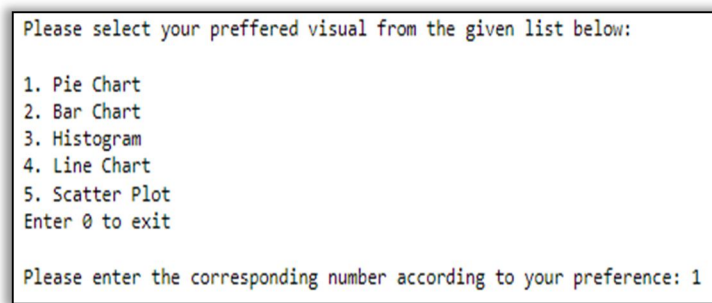 Please select your preffered visual from the given list below:
1. Pie Chart
2. Bar Chart
3. Histogram
4. Line Chart
5. Scatter Plot
Enter 0 to exit
Please enter the corresponding number according to your preference: 1